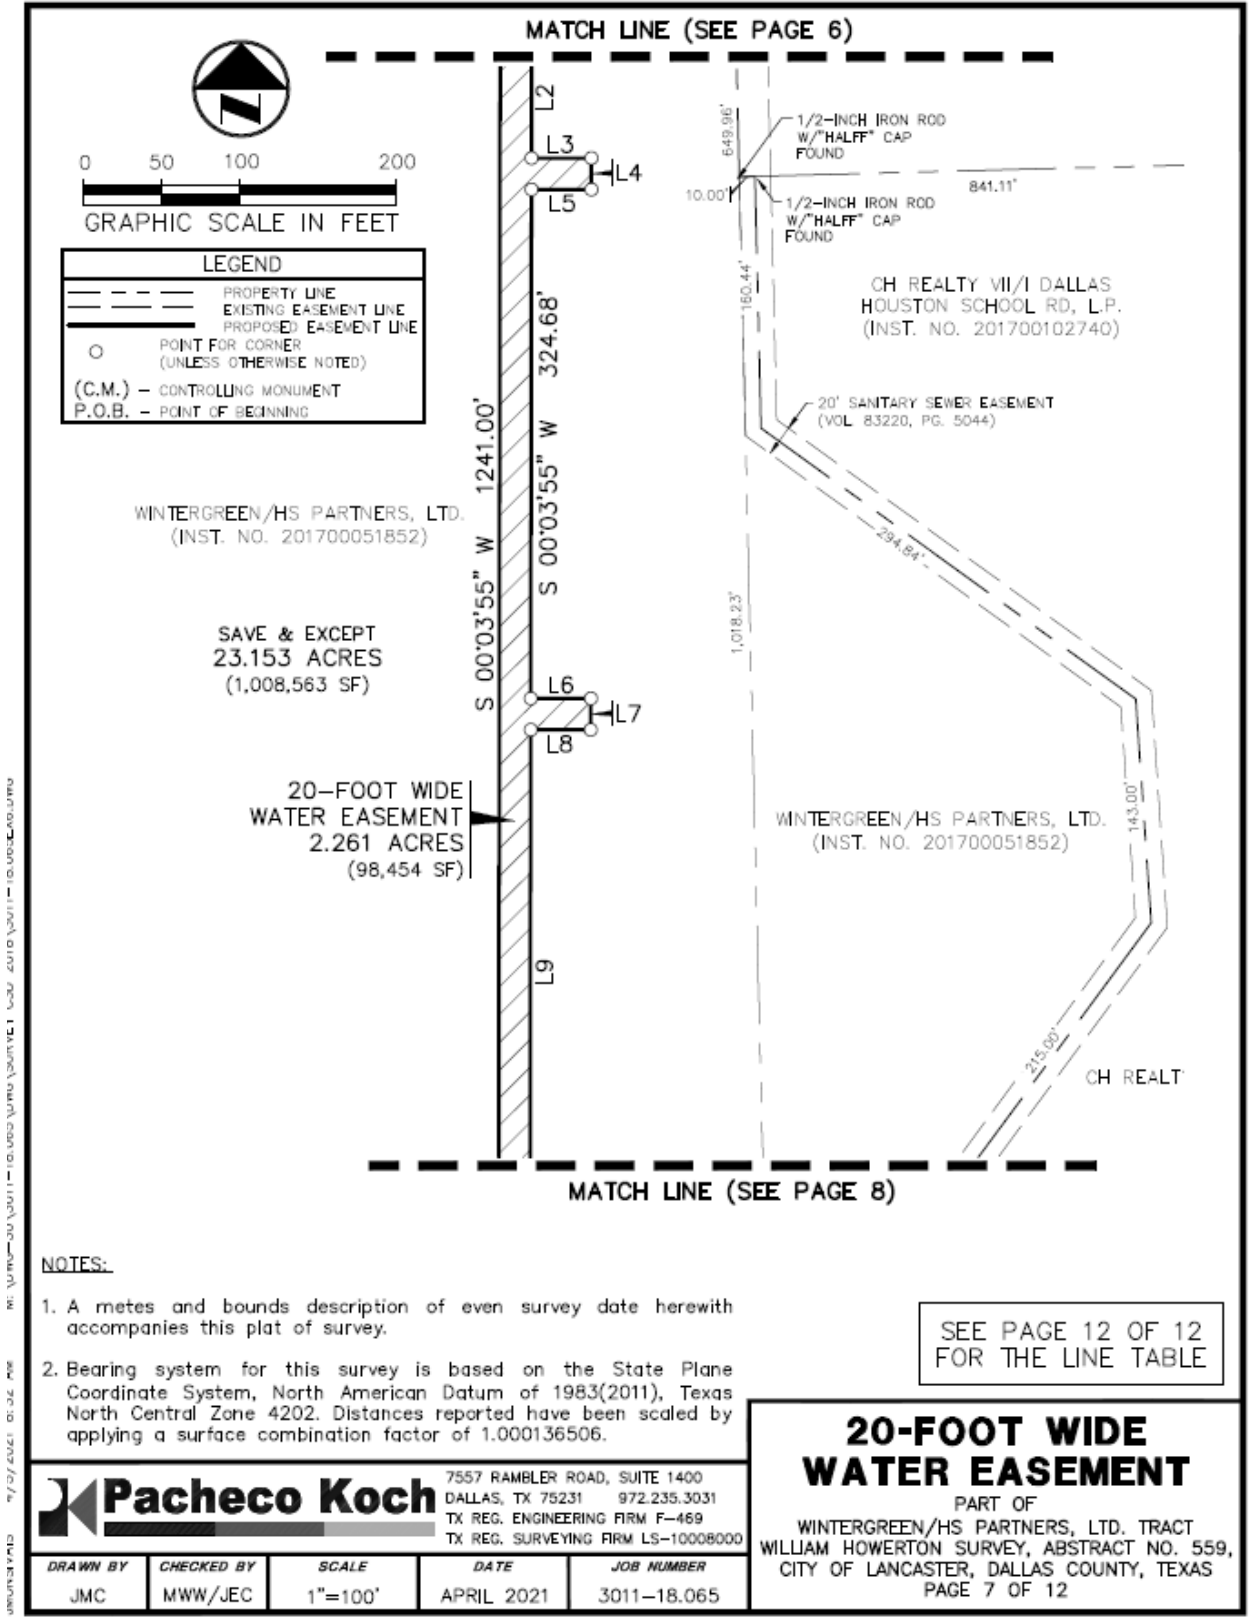 MATCH LINE (SEE PAGE 6)
N
0 50 100 200
GRAPHIC SCALE IN FEET
LEGEND
PROPERTY LINE
EXISTING EASEMENT LINE
PROPOSED EASEMENT LINE
POINT FOR CORNER
(UNLESS OTHERWISE NOTED)
(C.M.) – CONTROLLING MONUMENT
P.O.B. – POINT OF BEGINNING
L2
L3
L4
L5
649.96'
1/2-INCH IRON ROD
W/"HALFF" CAP
FOUND
10.00'
841.11'
1/2-INCH IRON ROD
W/"HALFF" CAP
FOUND
160.44'
CH REALTY VII/I DALLAS
HOUSTON SCHOOL RD, L.P.
(INST. NO. 201700102740)
20' SANITARY SEWER EASEMENT
(VOL 83220, PG. 5044)
S 00°03'55" W 1241.00'
S 00°03'55" W 324.68'
WINTERGREEN/HS PARTNERS, LTD.
(INST. NO. 201700051852)
294.84'
1,018.23'
SAVE & EXCEPT
23.153 ACRES
(1,008,563 SF)
L6
L7
L8
20-FOOT WIDE
WATER EASEMENT
2.261 ACRES
(98,454 SF)
WINTERGREEN/HS PARTNERS, LTD.
(INST. NO. 201700051852)
143.00'
L9
215.00'
CH REALT
MATCH LINE (SEE PAGE 8)
NOTES:
1. A metes and bounds description of even survey date herewith
accompanies this plat of survey.
2. Bearing system for this survey is based on the State Plane
Coordinate System, North American Datum of 1983(2011), Texas
North Central Zone 4202. Distances reported have been scaled by
applying a surface combination factor of 1.000136506.
SEE PAGE 12 OF 12
FOR THE LINE TABLE
Pacheco Koch
7557 RAMBLER ROAD, SUITE 1400
DALLAS, TX 75231 972.235.3031
TX REG. ENGINEERING FIRM F-469
TX REG. SURVEYING FIRM LS-10008000
DRAWN BY CHECKED BY SCALE DATE JOB NUMBER
JMC MWW/JEC 1"=100' APRIL 2021 3011-18.065
20-FOOT WIDE
WATER EASEMENT
PART OF
WINTERGREEN/HS PARTNERS, LTD. TRACT
WILLIAM HOWERTON SURVEY, ABSTRACT NO. 559,
CITY OF LANCASTER, DALLAS COUNTY, TEXAS
PAGE 7 OF 12